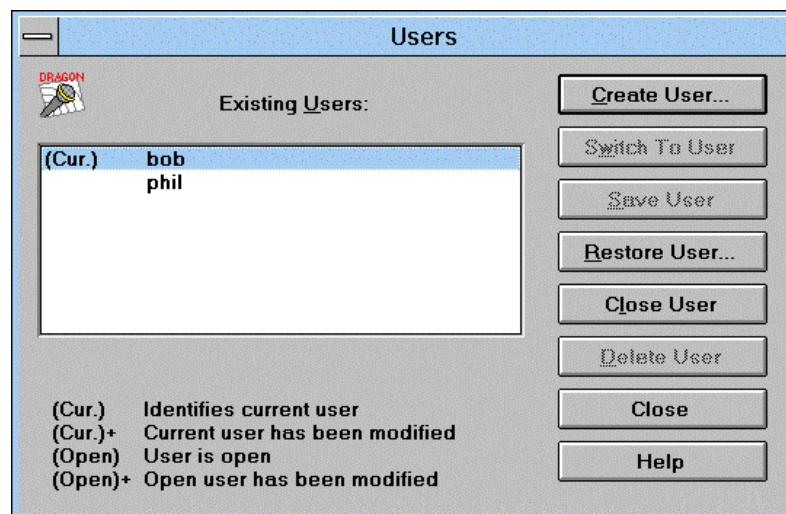 Users
DRAGON
Existing Users:
(Cur.) bob
phil
Create User...
Switch To User
Save User
Restore User...
Close User
Delete User
Close
Help
(Cur.) Identifies current user
(Cur.)+ Current user has been modified
(Open) User is open
(Open)+ Open user has been modified